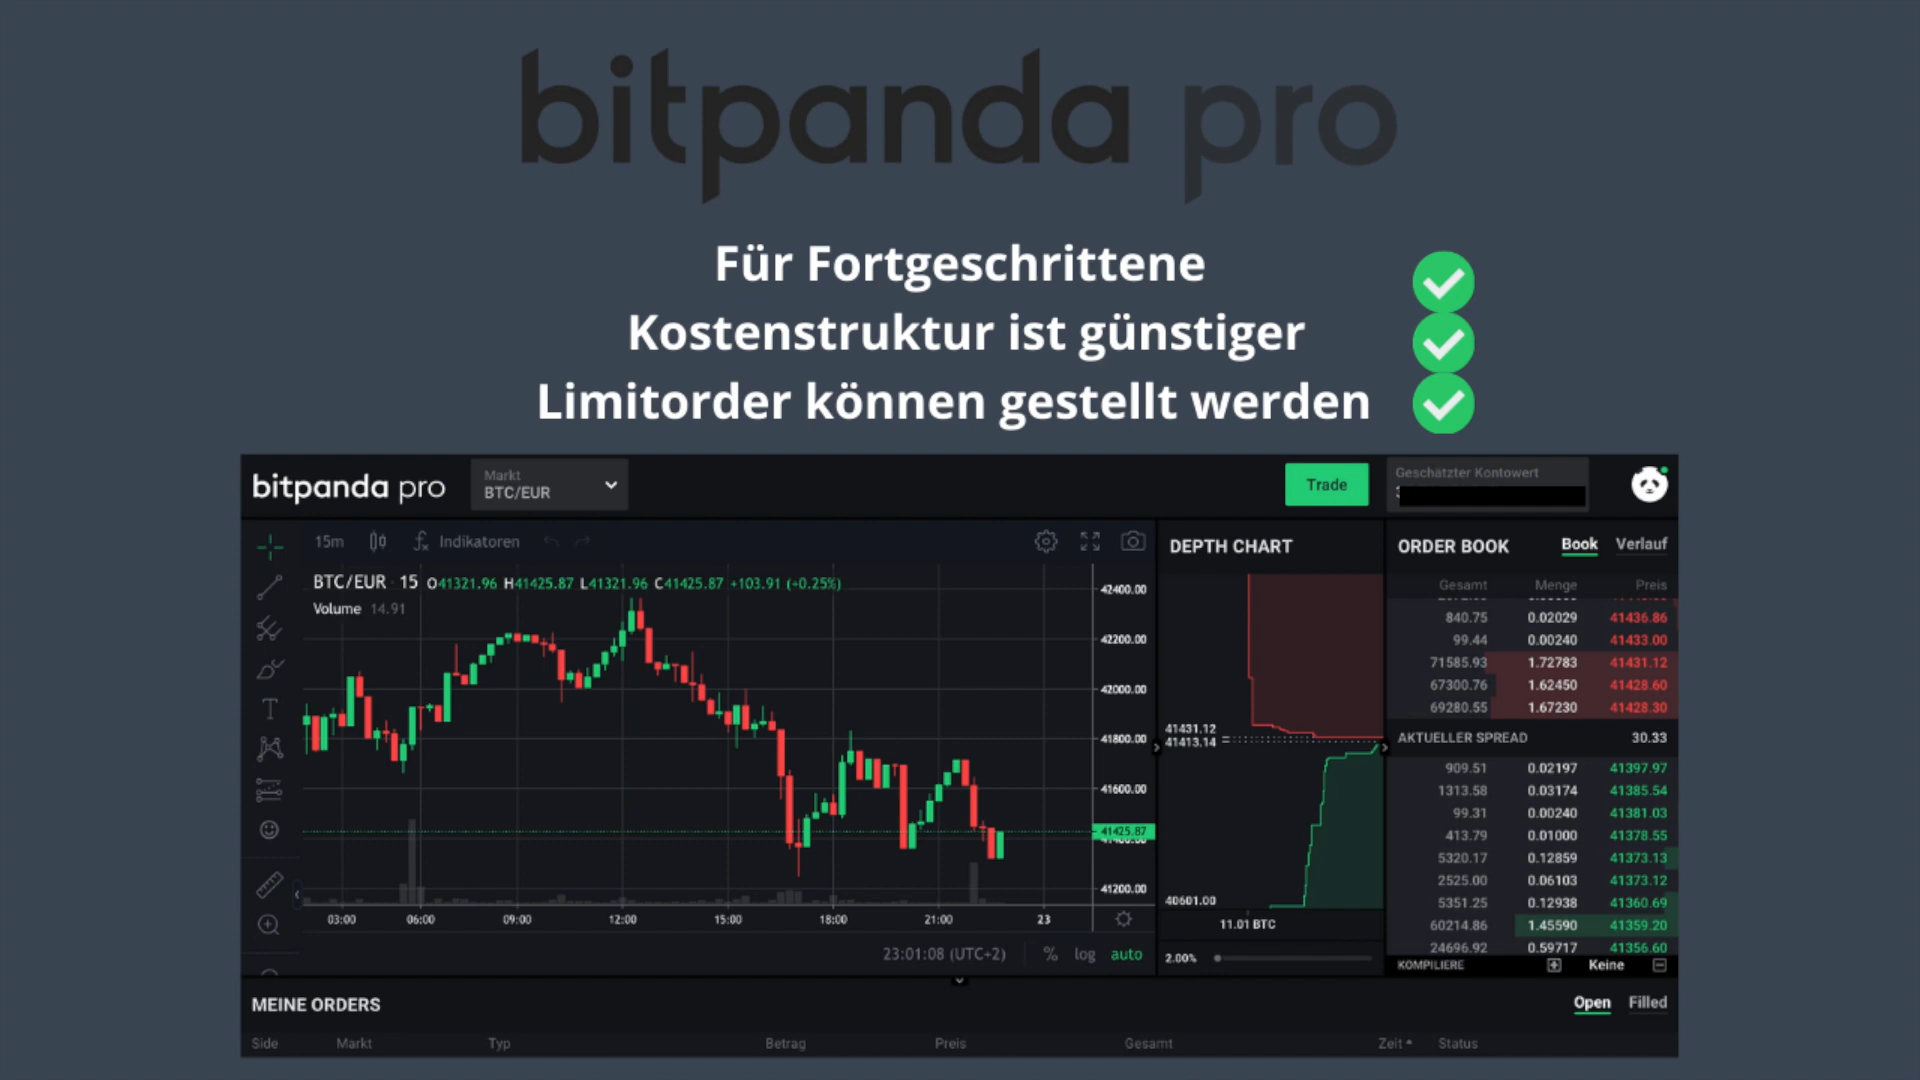 bitpanda pro
Für Fortgeschrittene
Kostenstruktur ist günstiger
Limitorder können gestellt werden
bitpanda pro
Markt
BTC/EUR
Trade
Geschätzter Kontowert
15m
Indikatoren
BTC/EUR 15 O41321.96 H41425.87 L41321.96 C41425.87 +103.91 (+0.25%)
Volume 14.91
42400.00
42200.00
42000.00
41800.00
41600.00
41425.87
41200.00
03:00 06:00 09:00 12:00 15:00 18:00 21:00 23
23:01:08 (UTC+2) % log auto
DEPTH CHART
41431.12
41413.14
40601.00
11.01 BTC
2.00%
ORDER BOOK Book Verlauf
Gesamt Menge Preis
840.75 0.02029 41436.86
99.44 0.00240 41433.00
71585.93 1.72783 41431.12
67300.76 1.62450 41428.60
69280.55 1.67230 41428.30
AKTUELLER SPREAD 30.33
909.51 0.02197 41397.97
1313.58 0.03174 41385.54
99.31 0.00240 41381.03
413.79 0.01000 41378.55
5320.17 0.12859 41373.13
2525.00 0.06103 41373.12
5351.25 0.12938 41360.69
60214.86 1.45590 41359.20
24696.92 0.59717 41356.60
KOMPILIERE Keine
MEINE ORDERS Open Filled
Side Markt Typ Betrag Preis Gesamt Zeit Status